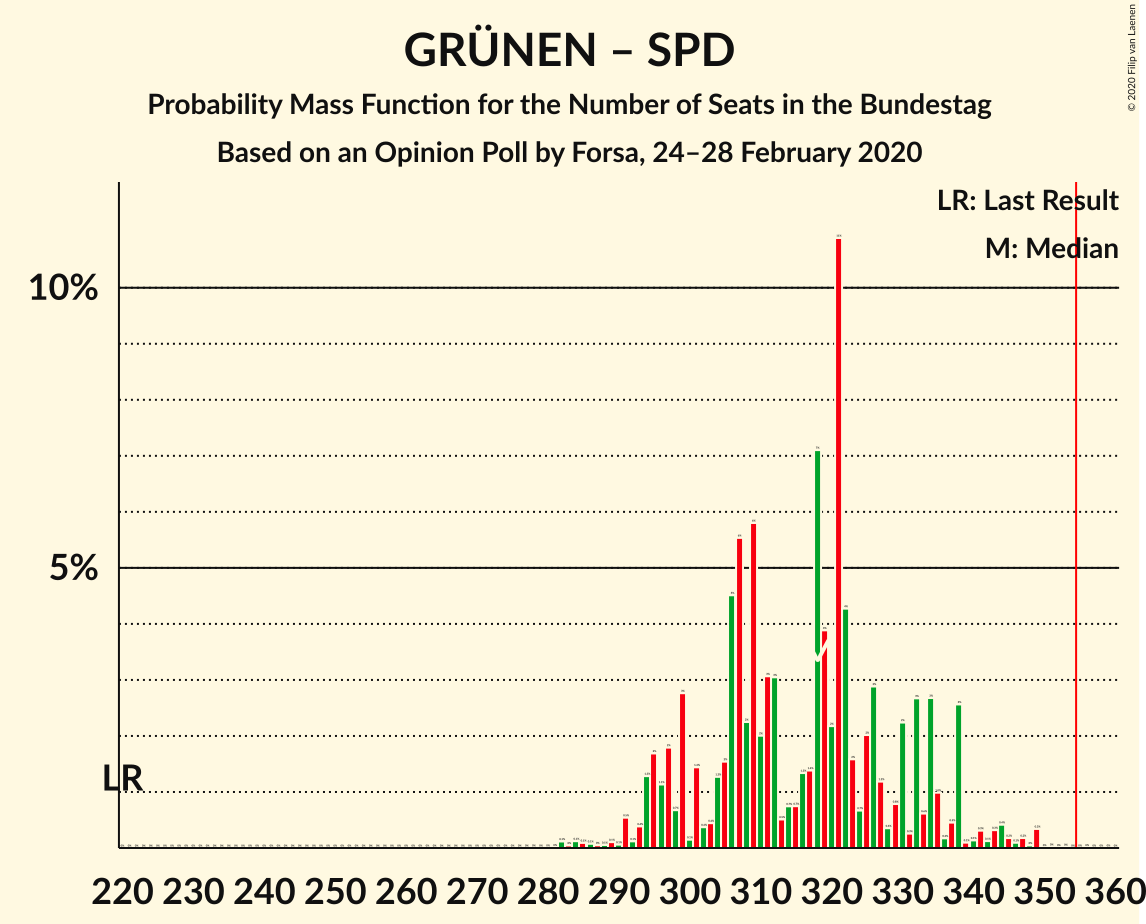 GRÜNEN – SPD
Probability Mass Function for the Number of Seats in the Bundestag
Based on an Opinion Poll by Forsa, 24–28 February 2020
© 2020 Filip van Laenen
LR: Last Result
M: Median
10%
5%
LR
220 230 240 250 260 270 280 290 300 310 320 330 340 350 360